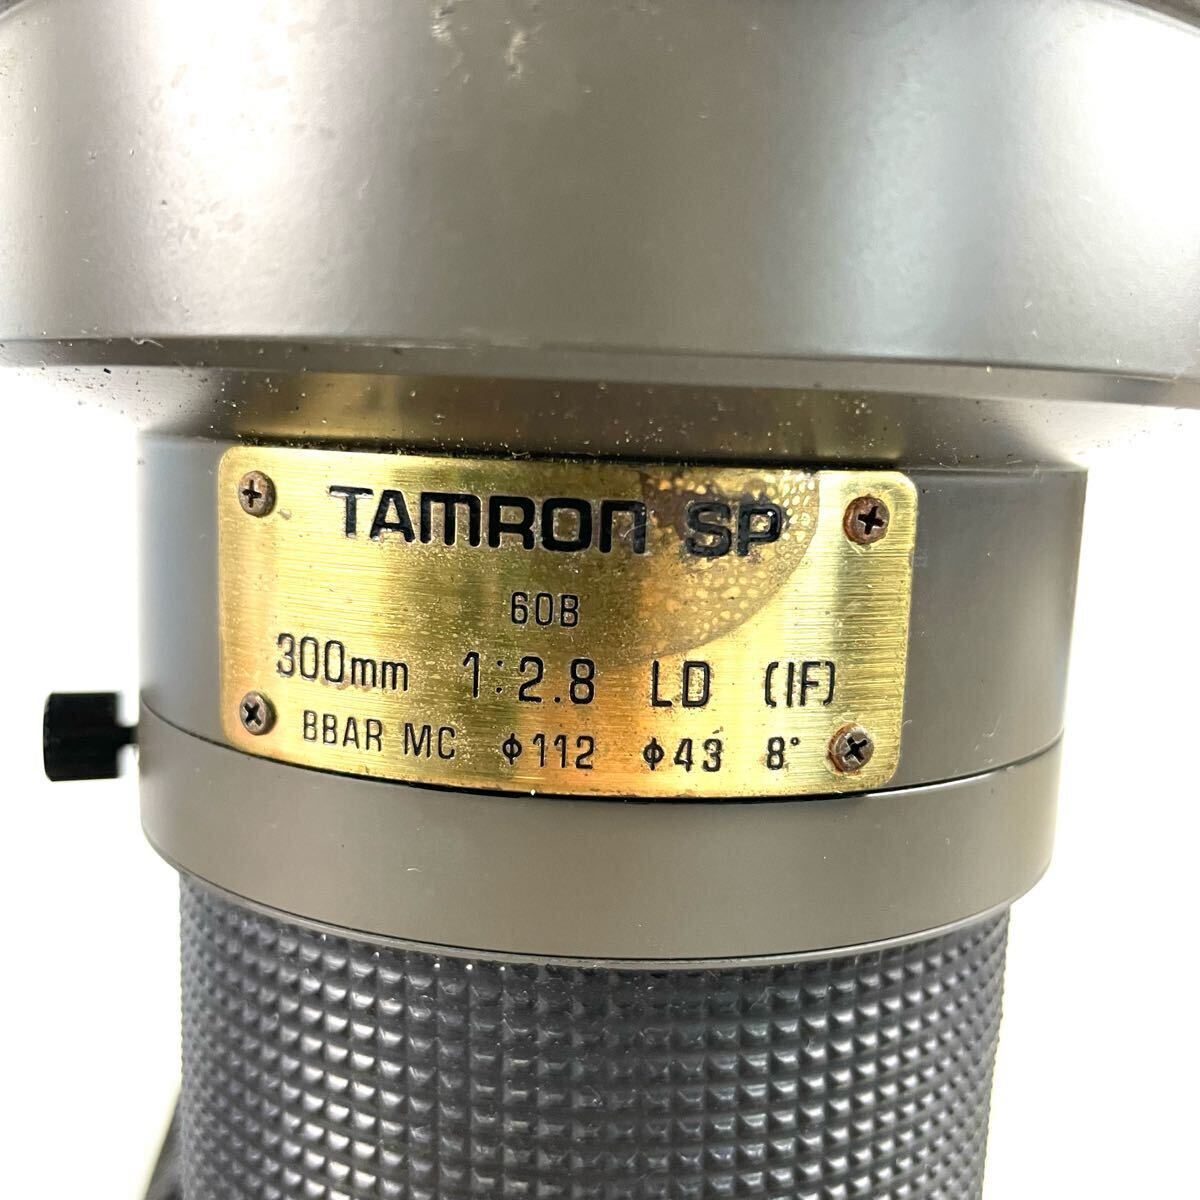 TAMRON SP
60B
300mm 1:2.8 LD (IF)
BBAR MC ϕ112 ϕ43 8°